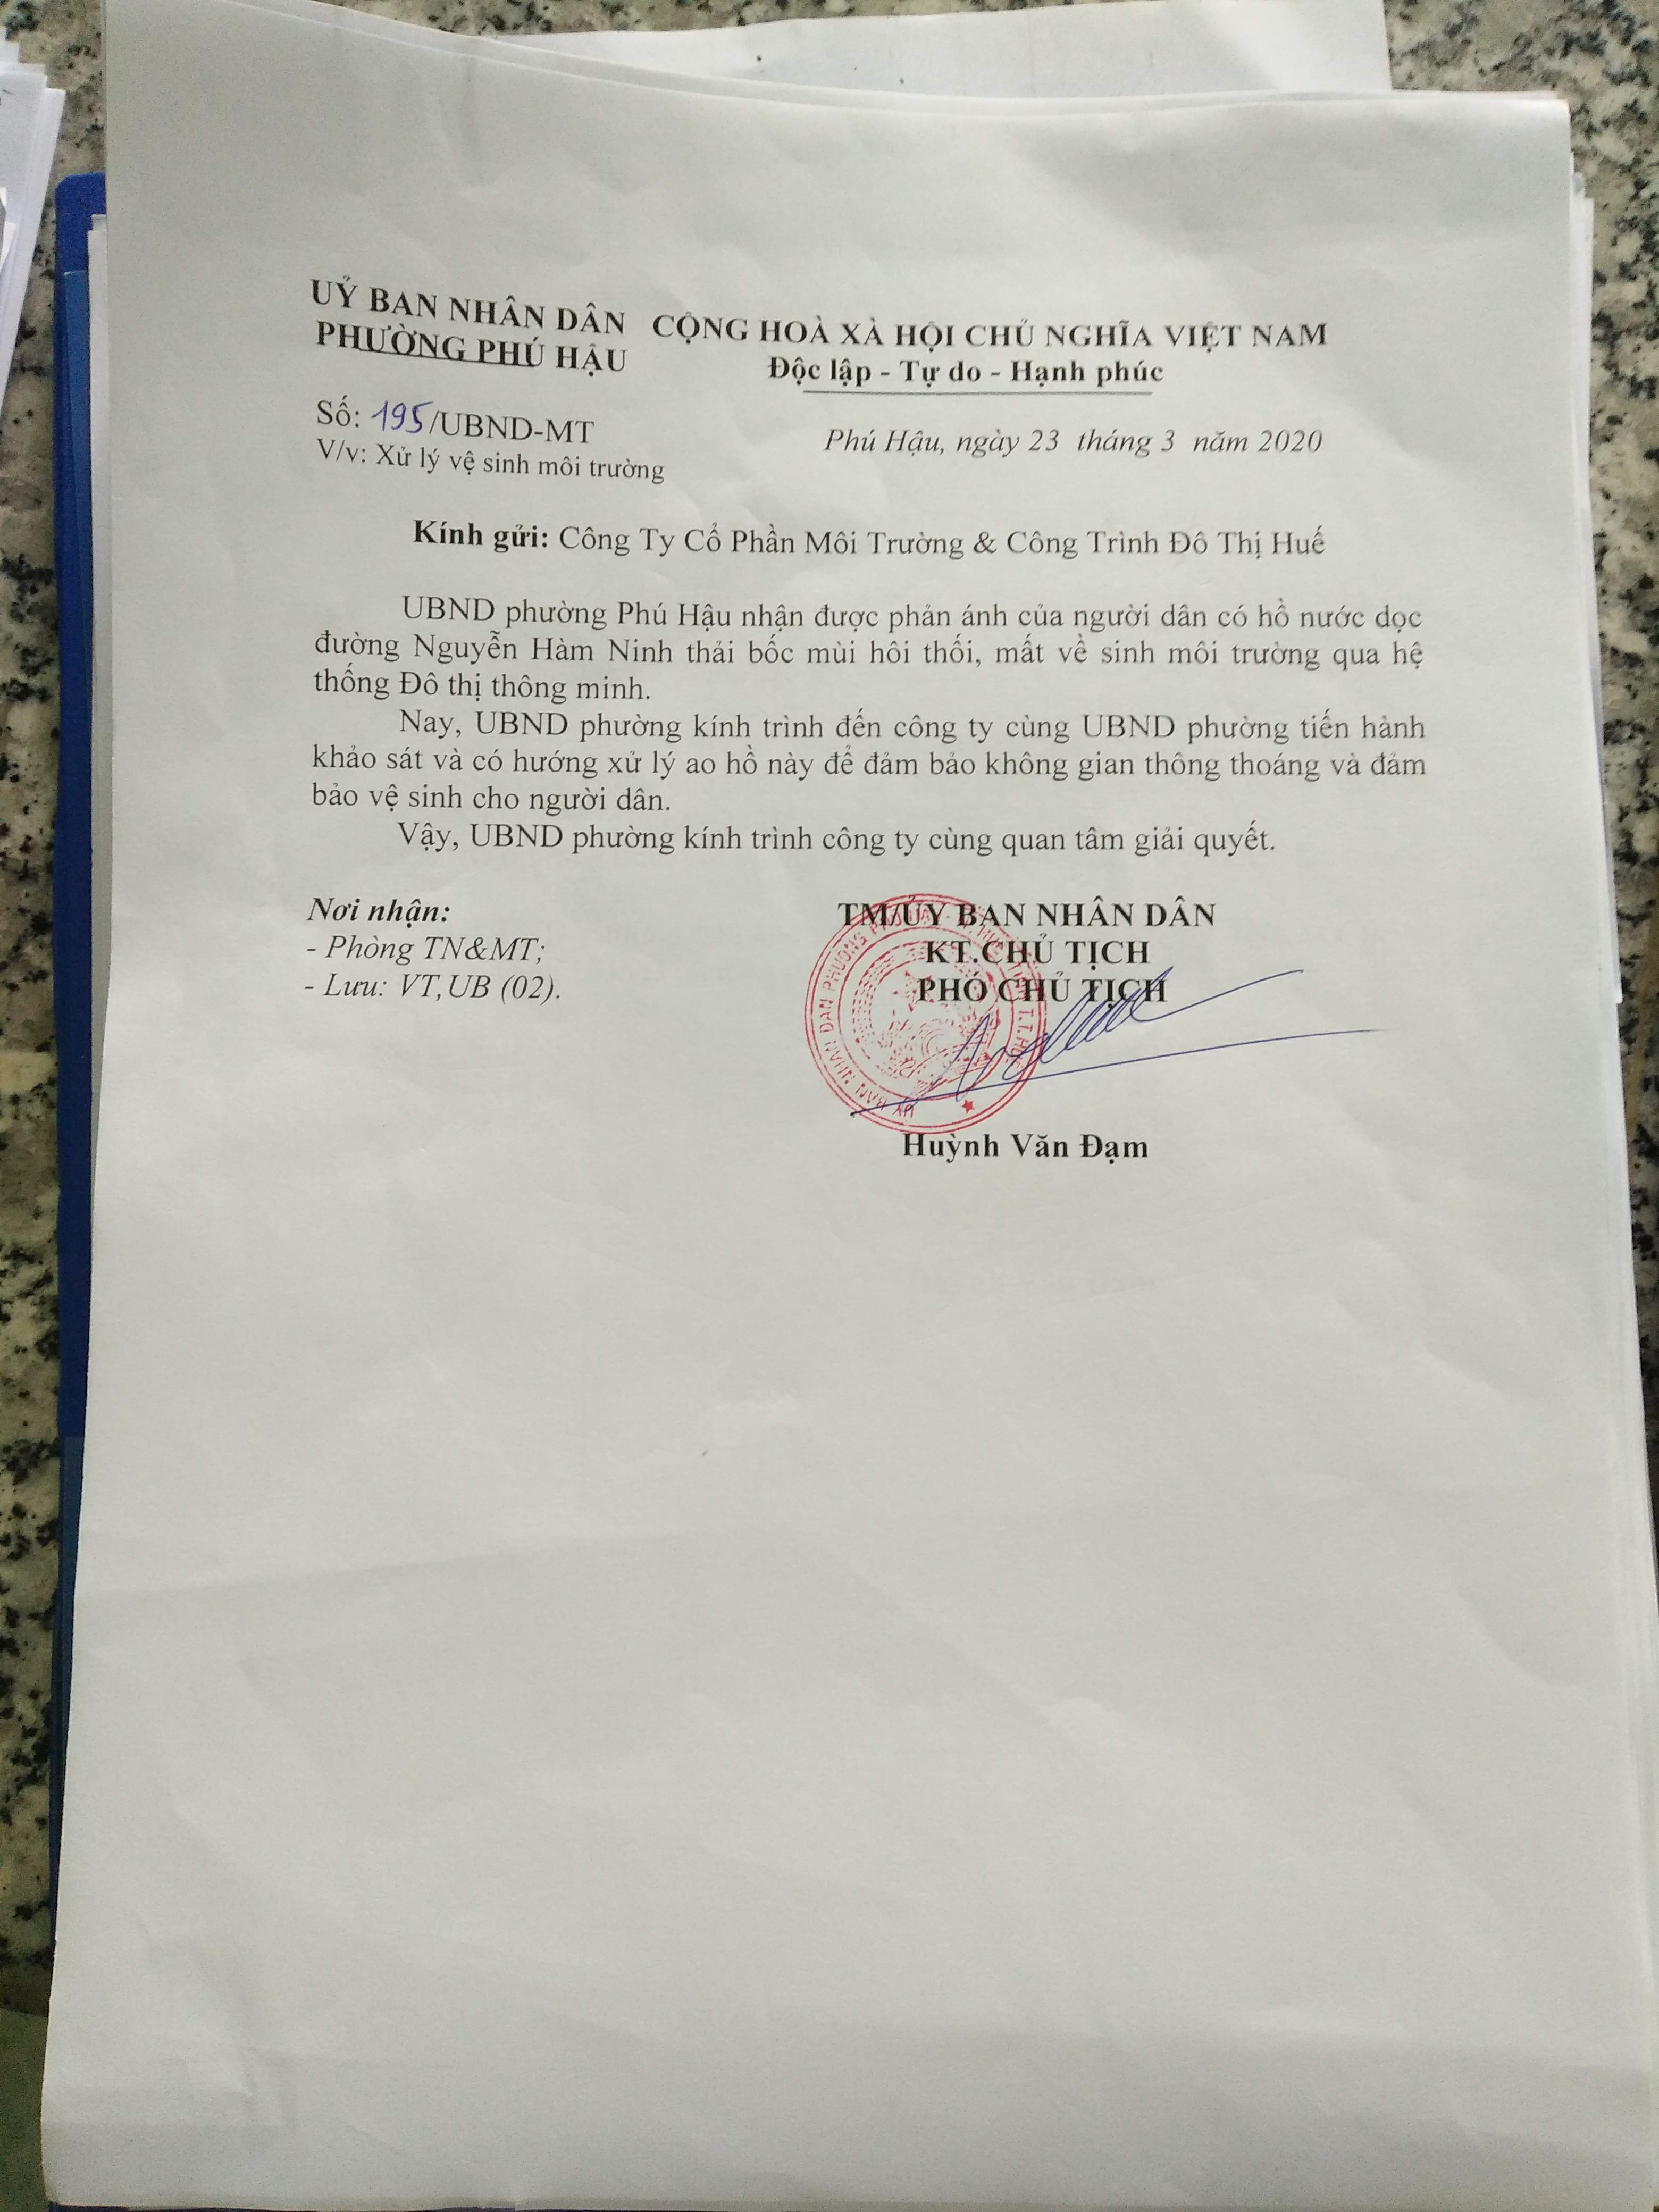 UỶ BAN NHÂN DÂN
PHƯỜNG PHÚ HẬU
CỘNG HOÀ XÀ HỘI CHỦ NGHĨA VIỆT NAM
Độc lập - Tự do - Hạnh phúc
Số: 195/UBND-MT
V/v: Xử lý vệ sinh môi trường
Phú Hậu, ngày 23 tháng 3 năm 2020
Kính gửi: Công Ty Cổ Phần Môi Trường & Công Trình Đô Thị Huế
UBND phường Phú Hậu nhận được phản ánh của người dân có hồ nước dọc
đường Nguyễn Hàm Ninh thải bốc mùi hôi thối, mất về sinh môi trường qua hệ
thống Đô thị thông minh.
Nay, UBND phường kính trình đến công ty cùng UBND phường tiến hành
khảo sát và có hướng xử lý ao hồ này để đảm bảo không gian thông thoáng và đảm
bảo vệ sinh cho người dân.
Vậy, UBND phường kính trình công ty cùng quan tâm giải quyết.
Nơi nhận:
- Phòng TN&MT;
- Lưu: VT,UB (02).
TM/ỦY BAN NHÂN DÂN
KT.CHỦ TỊCH
PHÓ CHỦ TỊCH
ỦY BAN NHÂN DÂN PHƯỜNG PHÚ HẬU
Huỳnh Văn Đạm